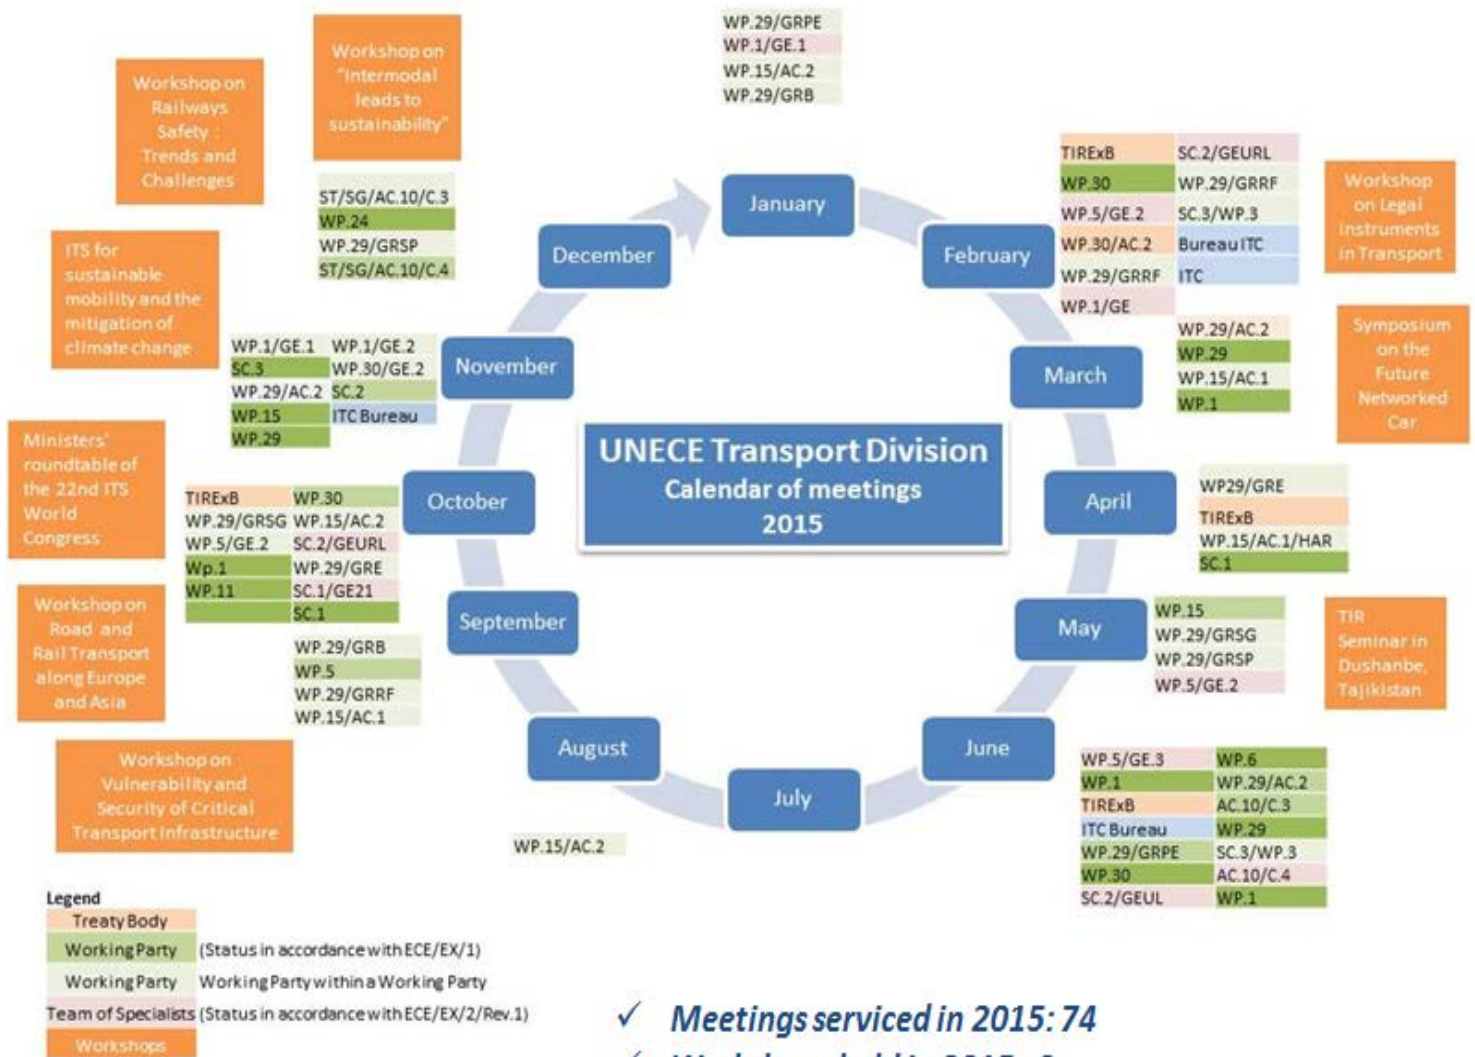 WP.29/GRPE
WP.1/GE.1
WP.15/AC.2
WP.29/GRB
Workshop on
"Intermodal
leads to
sustainability"
Workshop on
Railways
Safety :
Trends and
Challenges
ST/SG/AC.10/C.3
WP.24
WP.29/GRSP
ST/SG/AC.10/C.4
December
January
February
TIRExB SC.2/GEURL
WP.30 WP.29/GRRF
WP.5/GE.2 SC.3/WP.3
WP.30/AC.2 Bureau ITC
WP.29/GRRF ITC
WP.1/GE
Workshop
on Legal
Instruments
in Transport
ITS for
sustainable
mobility and the
mitigation of
climate change
WP.1/GE.1 WP.1/GE.2
SC.3 WP.30/GE.2
WP.29/AC.2 SC.2
WP.15 ITC Bureau
WP.29
November
March
WP.29/AC.2
WP.29
WP.15/AC.1
WP.1
Symposium
on the
Future
Networked
Car
UNECE Transport Division
Calendar of meetings
2015
Ministers'
roundtable of
the 22nd ITS
World
Congress
TIRExB WP.30
WP.29/GRSG WP.15/AC.2
WP.5/GE.2 SC.2/GEURL
Wp.1 WP.29/GRE
WP.11 SC.1/GE21
SC.1
October
April
WP29/GRE
TIRExB
WP.15/AC.1/HAR
SC.1
Workshop on
Road and
Rail Transport
along Europe
and Asia
WP.29/GRB
WP.5
WP.29/GRRF
WP.15/AC.1
September
May
WP.15
WP.29/GRSG
WP.29/GRSP
WP.5/GE.2
TIR
Seminar in
Dushanbe,
Tajikistan
Workshop on
Vulnerability and
Security of Critical
Transport Infrastructure
August
July
June
WP.15/AC.2
WP.5/GE.3 WP.6
WP.1 WP.29/AC.2
TIRExB AC.10/C.3
ITC Bureau WP.29
WP.29/GRPE SC.3/WP.3
WP.30 AC.10/C.4
SC.2/GEUL WP.1
Legend
Treaty Body
Working Party (Status in accordance with ECE/EX/1)
Working Party Working Party within a Working Party
Team of Specialists (Status in accordance with ECE/EX/2/Rev.1)
Workshops
✓ Meetings serviced in 2015: 74